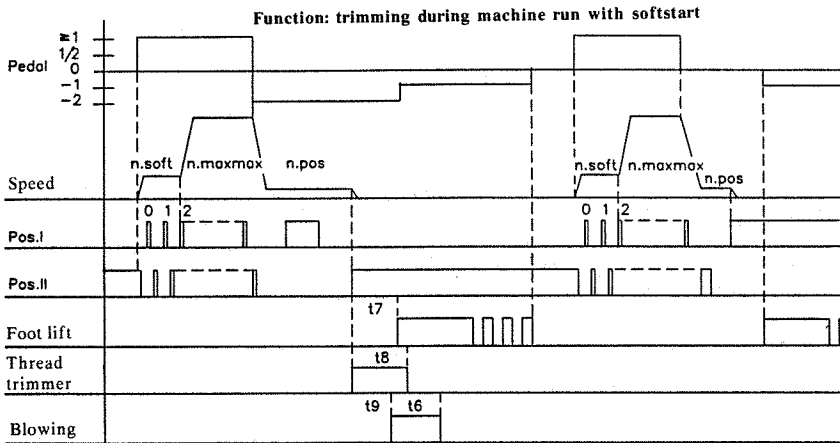 Function: trimming during machine run with softstart
≥1
1/2
Pedal 0
−1
−2
n.soft n.maxmax n.pos n.soft n.maxmax n.pos
Speed
0 1 2 0 1 2
Pos.I
Pos.II
t7
Foot lift
Thread t8
trimmer
t9 t6
Blowing